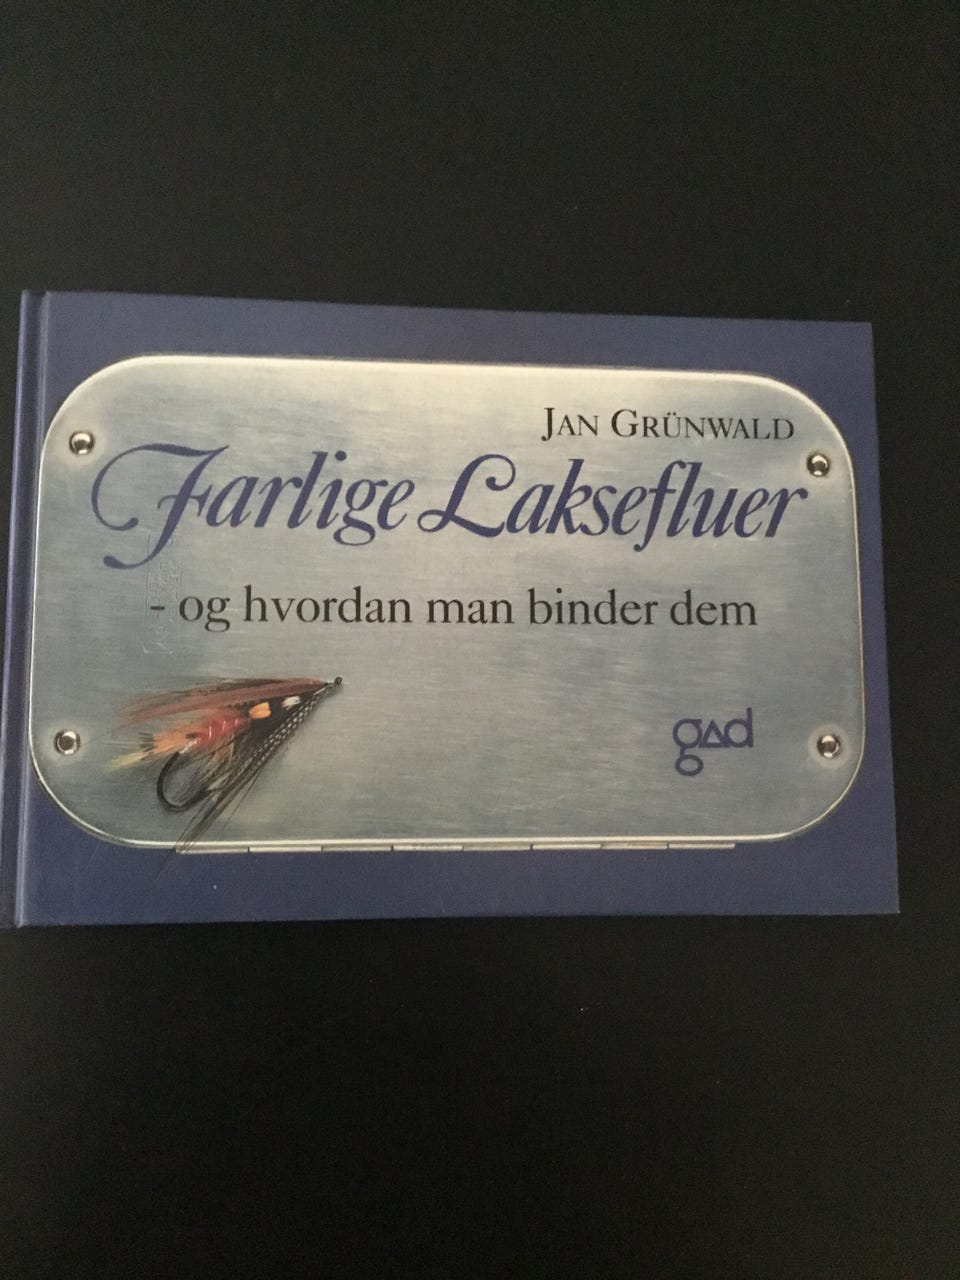 JAN GRÜNWALD
Farlige Laksefluer
- og hvordan man binder dem
gad